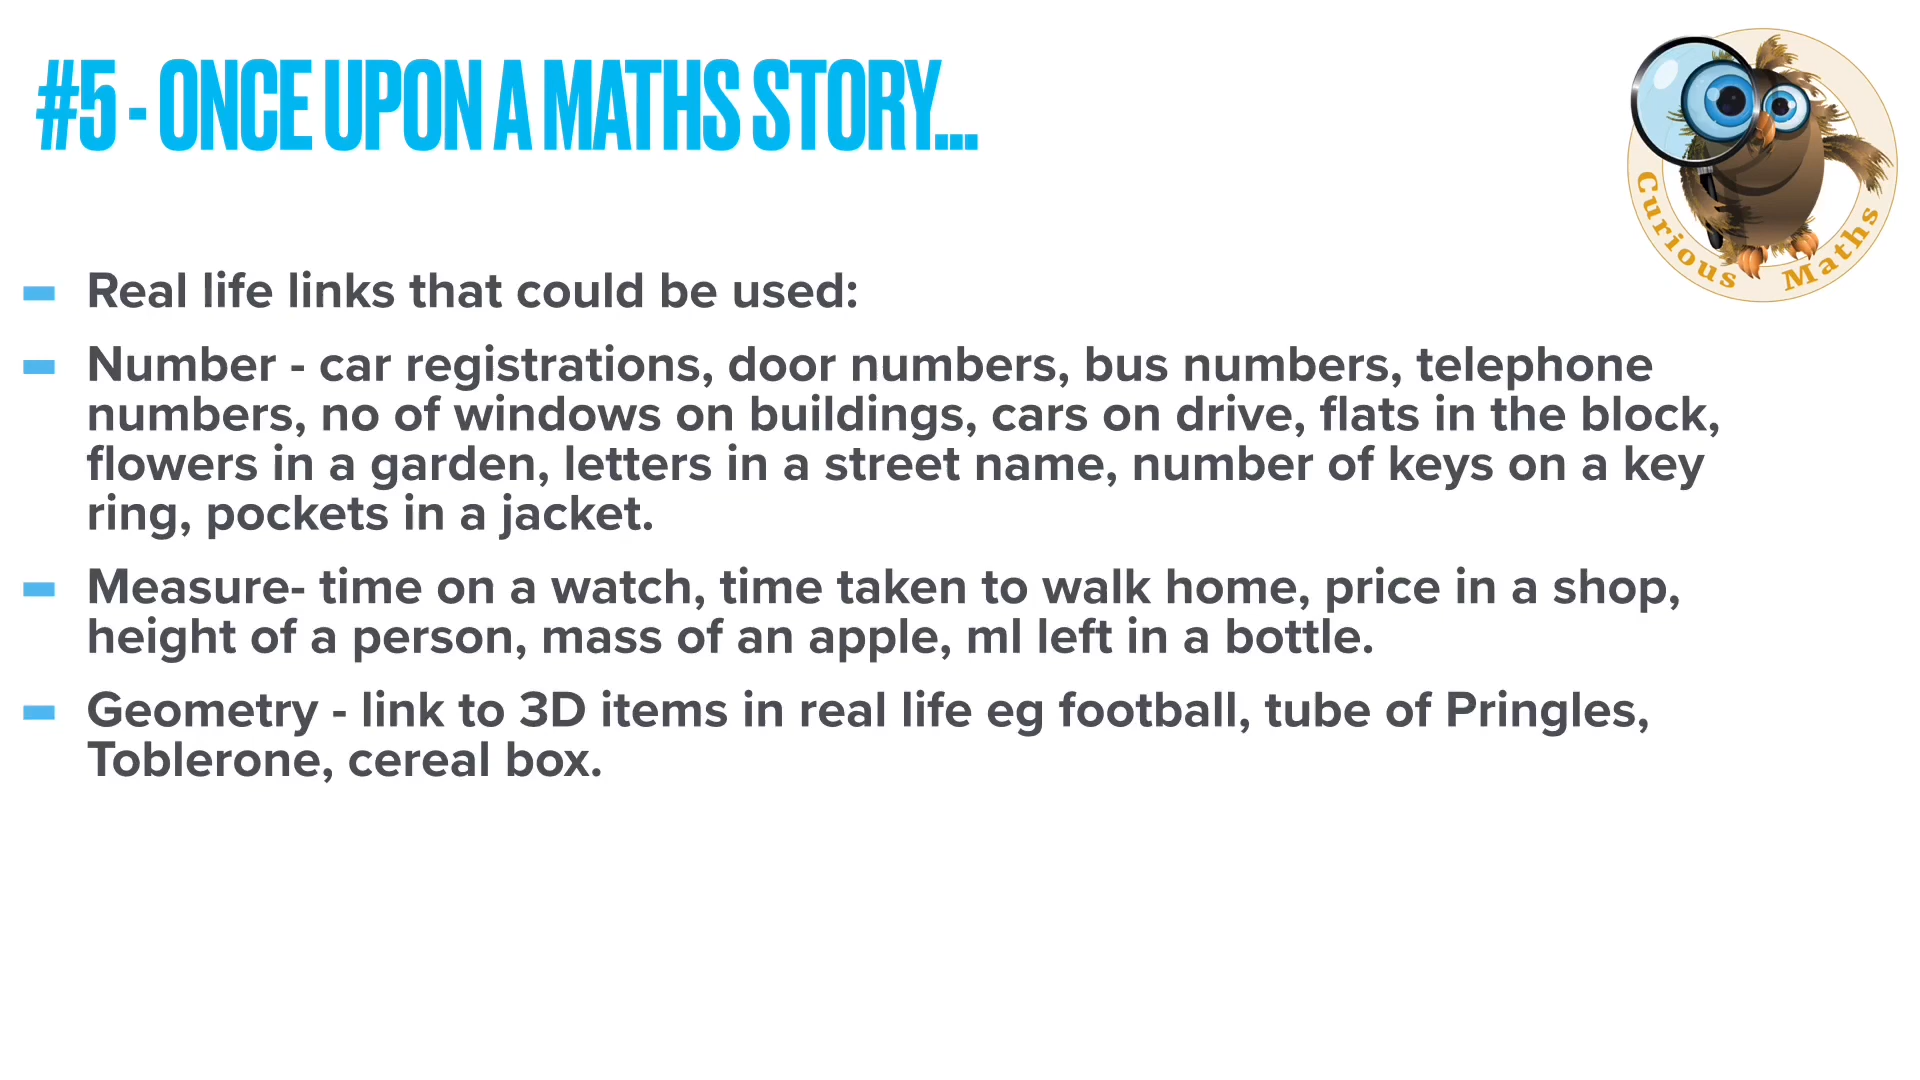 #5 - ONCE UPON A MATHS STORY...
Curious Maths
Real life links that could be used:
Number - car registrations, door numbers, bus numbers, telephone
numbers, no of windows on buildings, cars on drive, flats in the block,
flowers in a garden, letters in a street name, number of keys on a key
ring, pockets in a jacket.
Measure- time on a watch, time taken to walk home, price in a shop,
height of a person, mass of an apple, ml left in a bottle.
Geometry - link to 3D items in real life eg football, tube of Pringles,
Toblerone, cereal box.